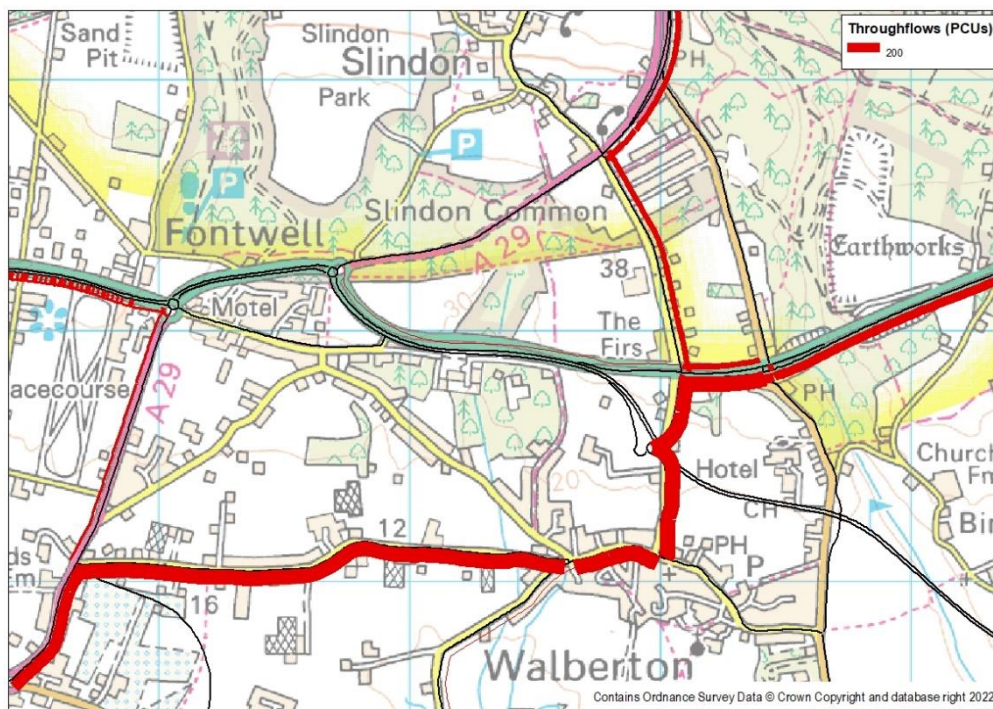 Throughflows (PCUs)
200
Sand
Pit
Slindon
Slindon
Park
PH
P
P
Fontwell
Slindon Common
A 29
Earthworks
38
30
Motel
The
Firs
A 29
acecourse
PH
20
Hotel
Church
Fm
CH
Bin
12
PH
P
16
Walberton
Contains Ordnance Survey Data © Crown Copyright and database right 2022